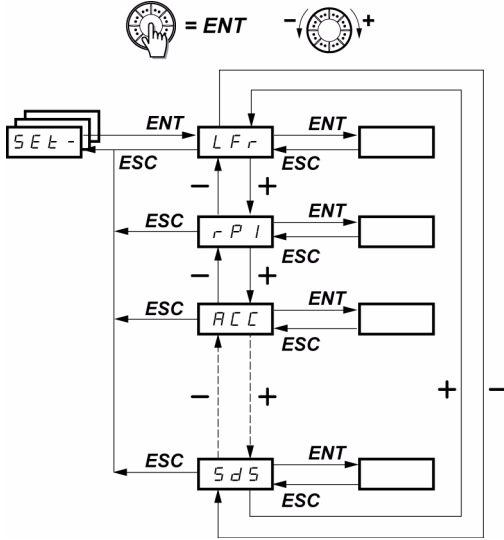 = ENT
- +
SEt- ENT LFr ENT
ESC ESC
- +
ESC rPI ENT
ESC
- +
ESC ACC ENT
ESC
- + + -
ESC SdS ENT
ESC